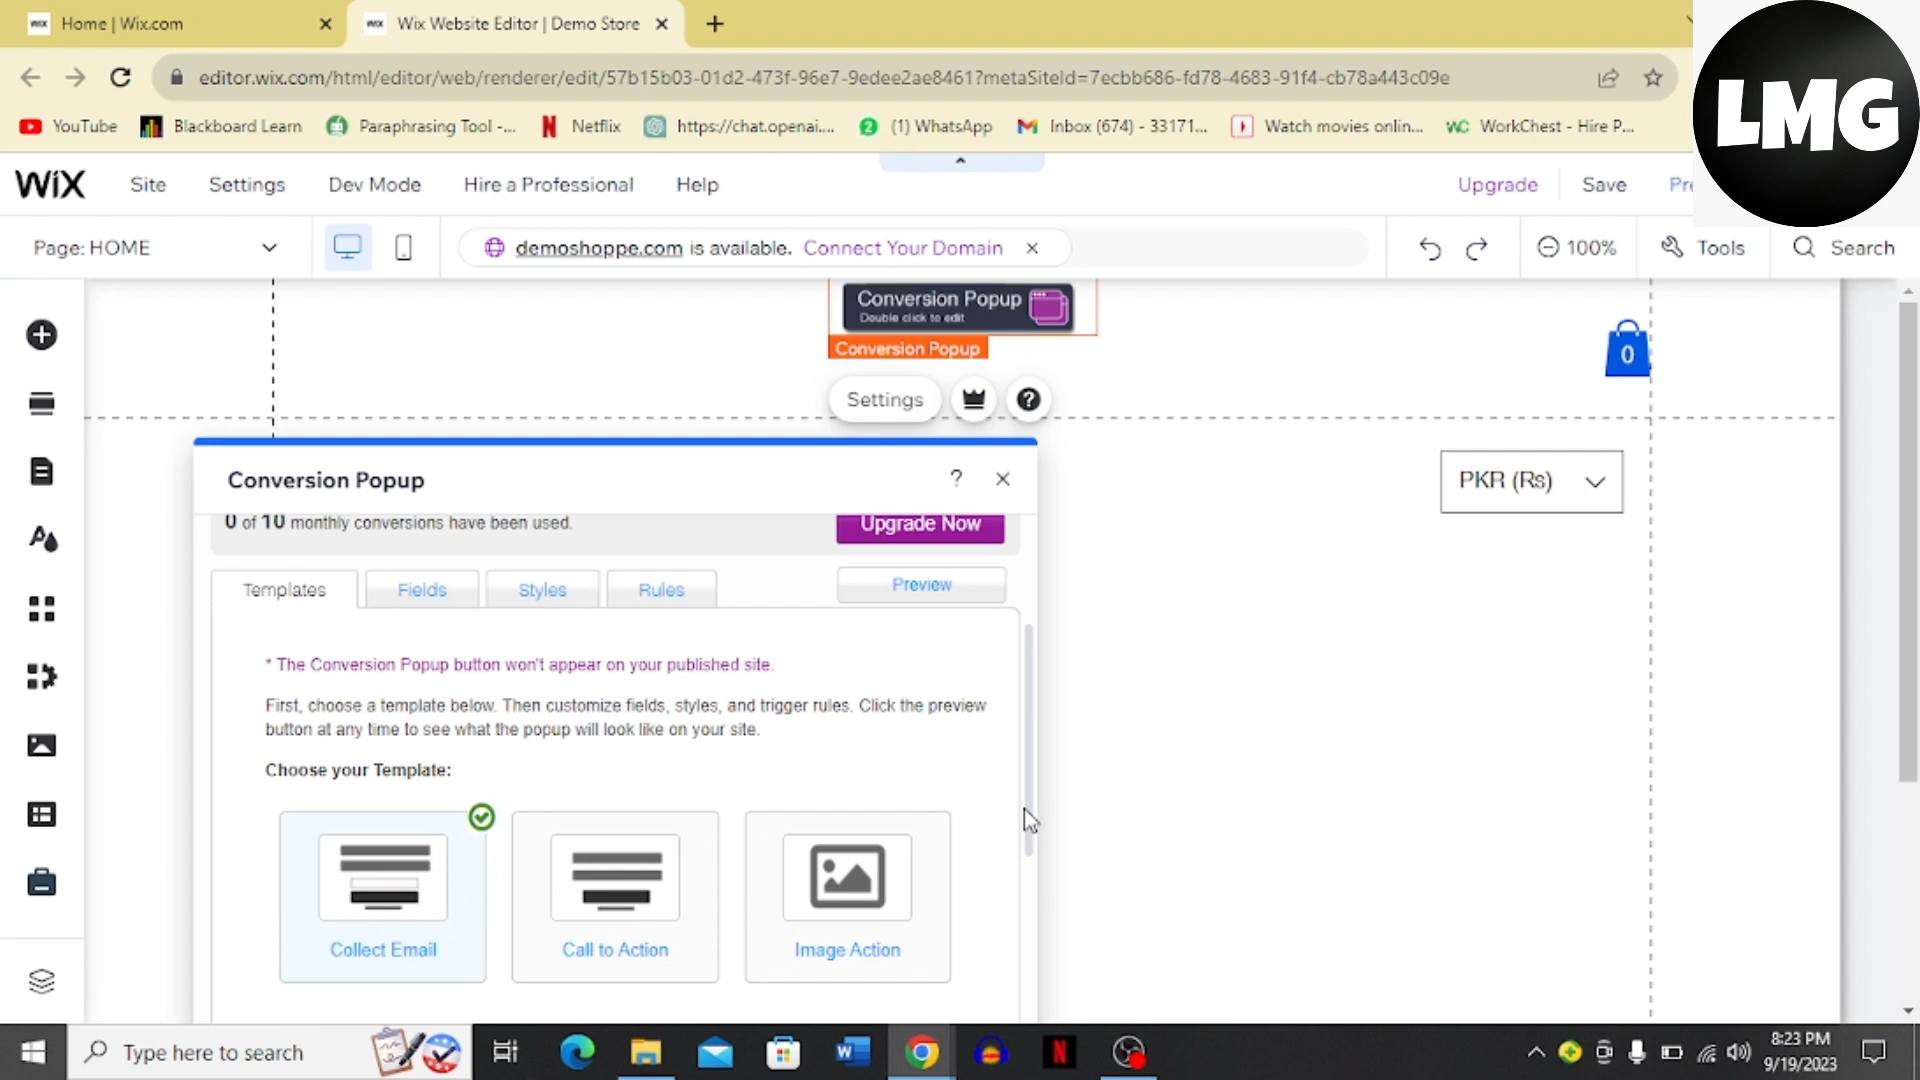 WIX Home | Wix.com
WIX Wix Website Editor | Demo Store
editor.wix.com/html/editor/web/renderer/edit/57b15b03-01d2-473f-96e7-9edee2ae8461?metaSiteId=7ecbb686-fd78-4683-91f4-cb78a443c09e
YouTube Blackboard Learn Paraphrasing Tool -... Netflix https://chat.openai.... 2 (1) WhatsApp Inbox (674) - 33171... Watch movies onlin... WC WorkChest - Hire P...
LMG
WiX Site Settings Dev Mode Hire a Professional Help Upgrade Save Pre
Page: HOME demoshoppe.com is available. Connect Your Domain 100% Tools Search
Conversion Popup
Double click to edit
Conversion Popup
0
Settings
PKR (Rs)
Conversion Popup ?
0 of 10 monthly conversions have been used.
Upgrade Now
Templates Fields Styles Rules Preview
* The Conversion Popup button won't appear on your published site.
First, choose a template below. Then customize fields, styles, and trigger rules. Click the preview
button at any time to see what the popup will look like on your site.
Choose your Template:
Collect Email Call to Action Image Action
Type here to search
8:23 PM
9/19/2023